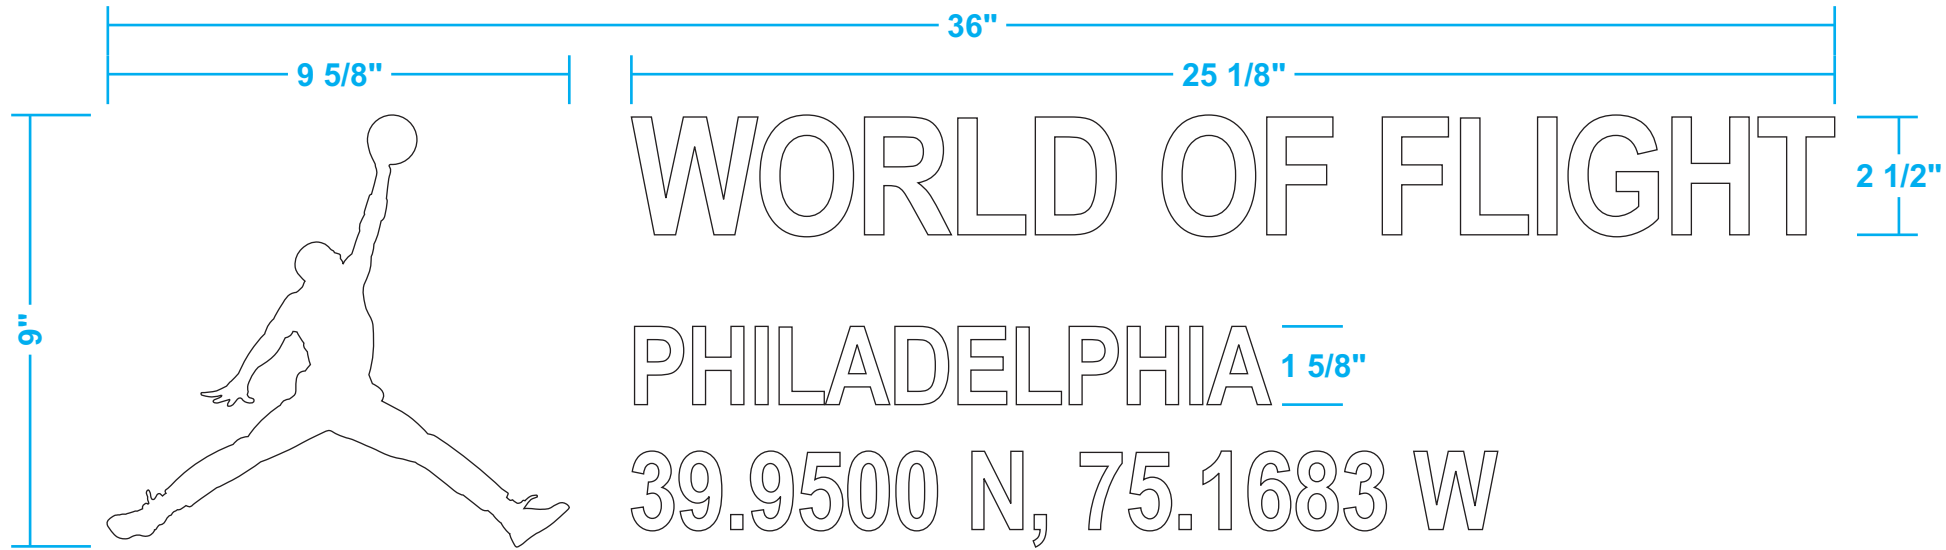 36"
9 5/8"
25 1/8"
9"
WORLD OF FLIGHT
2 1/2"
PHILADELPHIA
1 5/8"
39.9500 N, 75.1683 W